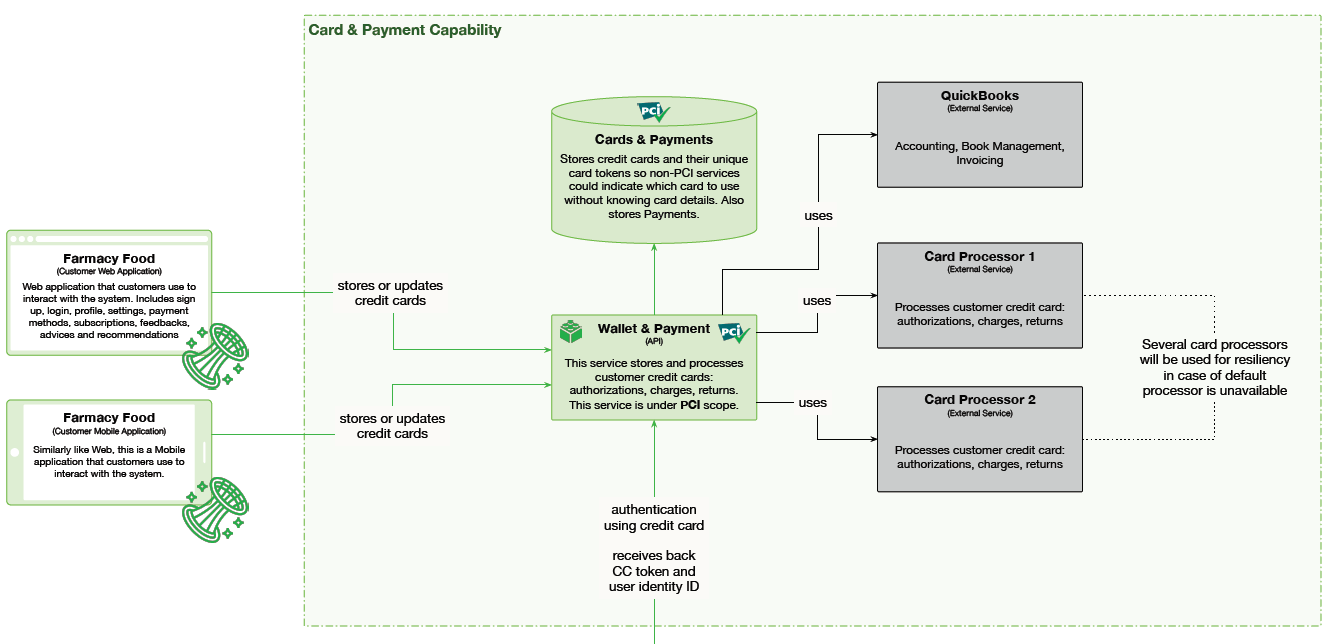 Card & Payment Capability
PCI
Cards & Payments
Stores credit cards and their unique
card tokens so non-PCI services
could indicate which card to use
without knowing card details. Also
stores Payments.
QuickBooks
(External Service)
Accounting, Book Management,
Invoicing
uses
Farmacy Food
(Customer Web Application)
Web application that customers use to
interact with the system. Includes sign
up, login, profile, settings, payment
methods, subscriptions, feedbacks,
advices and recommendations
stores or updates
credit cards
Wallet & Payment
(API)
PCI
This service stores and processes
customer credit cards:
authorizations, charges, returns.
This service is under PCI scope.
uses
Card Processor 1
(External Service)
Processes customer credit card:
authorizations, charges, returns
Several card processors
will be used for resiliency
in case of default
processor is unavailable
Farmacy Food
(Customer Mobile Application)
Similarly like Web, this is a Mobile
application that customers use to
interact with the system.
stores or updates
credit cards
uses
Card Processor 2
(External Service)
Processes customer credit card:
authorizations, charges, returns
authentication
using credit card
receives back
CC token and
user identity ID